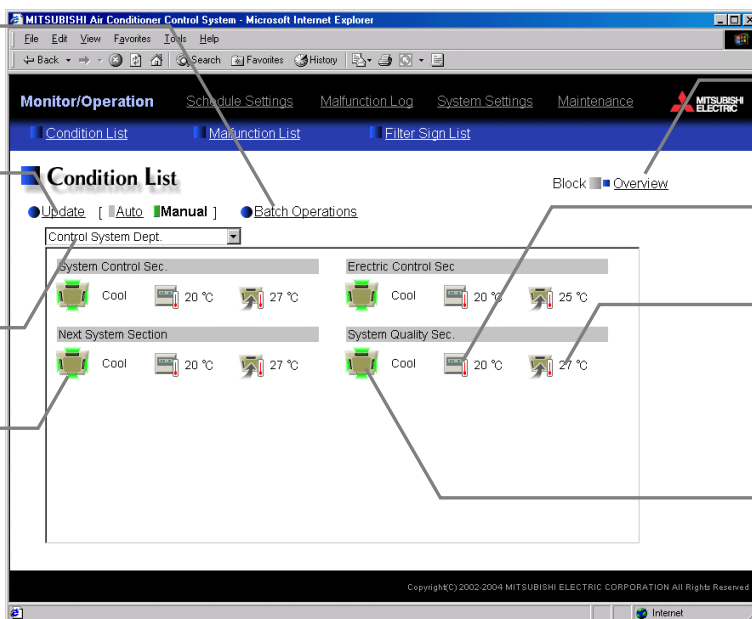 MITSUBISHI Air Conditioner Control System - Microsoft Internet Explorer
File Edit View Favorites Tools Help
Back Search Favorites History
Monitor/Operation Schedule Settings Malfunction Log System Settings Maintenance MITSUBISHI ELECTRIC
Condition List Malfunction List Filter Sign List
Condition List
Block Overview
Update [ Auto Manual ] Batch Operations
Control System Dept.
System Control Sec. Erectric Control Sec
Cool 20 °C 27 °C Cool 20 °C 25 °C
Next System Section System Quality Sec.
Cool 20 °C 27 °C Cool 20 °C 27 °C
Copyright(C) 2002-2004 MITSUBISHI ELECTRIC CORPORATION All Rights Reserved
Internet